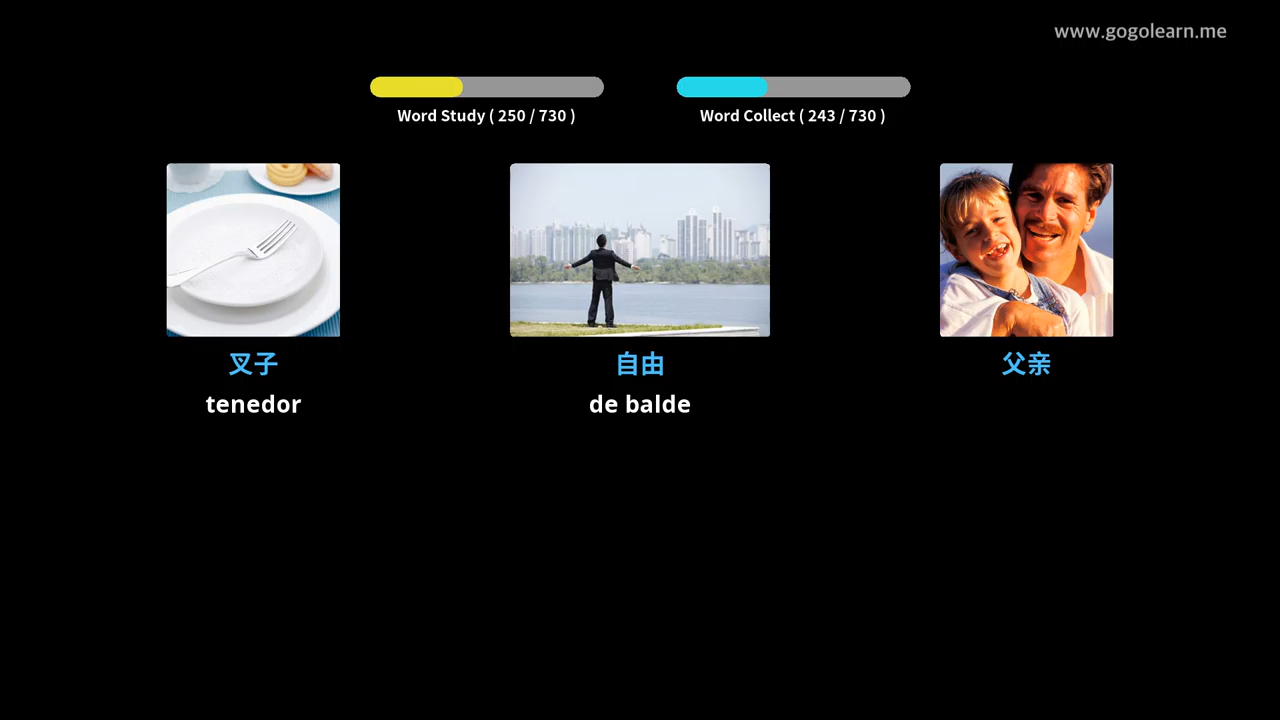 www.gogolearn.me
Word Study ( 250 / 730 )
Word Collect ( 243 / 730 )
叉子
自由
父亲
tenedor
de balde